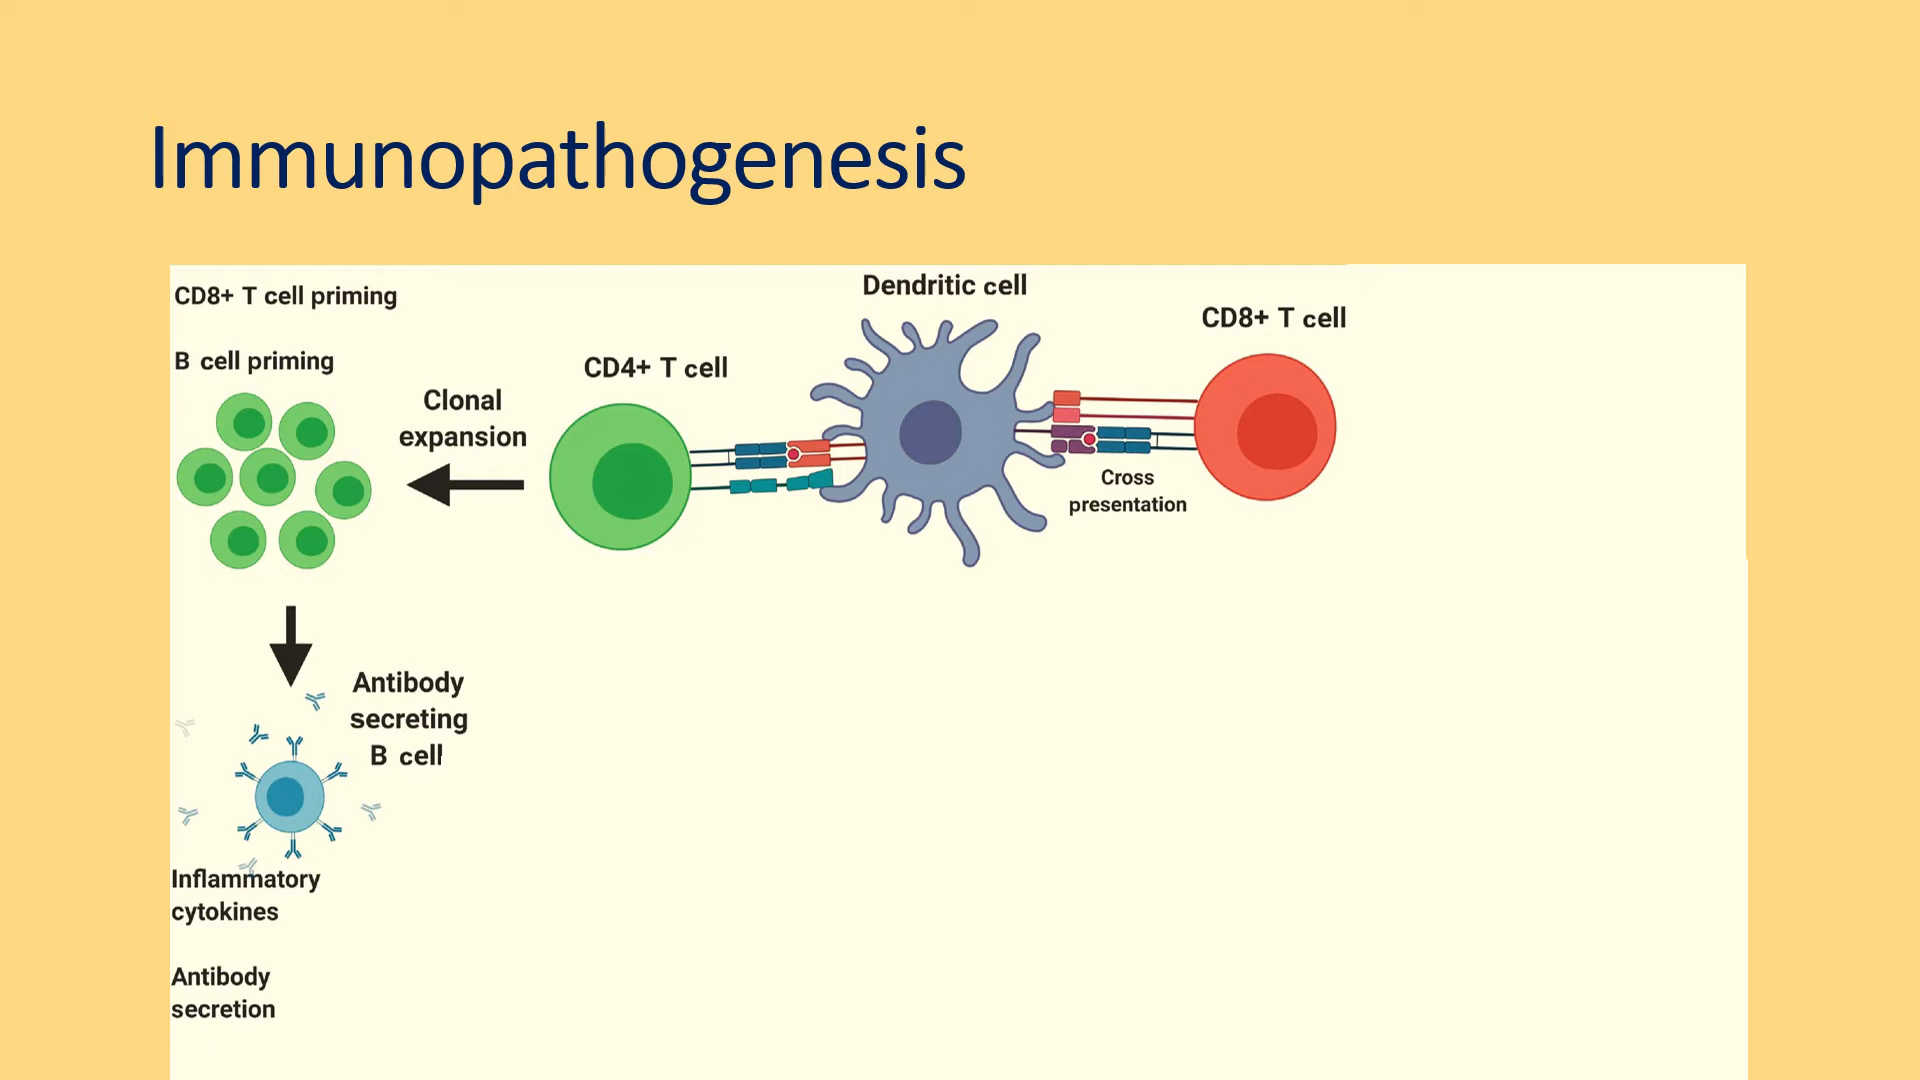 Immunopathogenesis
CD8+ T cell priming
B cell priming
Clonal
expansion
CD4+ T cell
Dendritic cell
CD8+ T cell
Cross
presentation
Antibody
secreting
B cell
Inflammatory
cytokines
Antibody
secretion